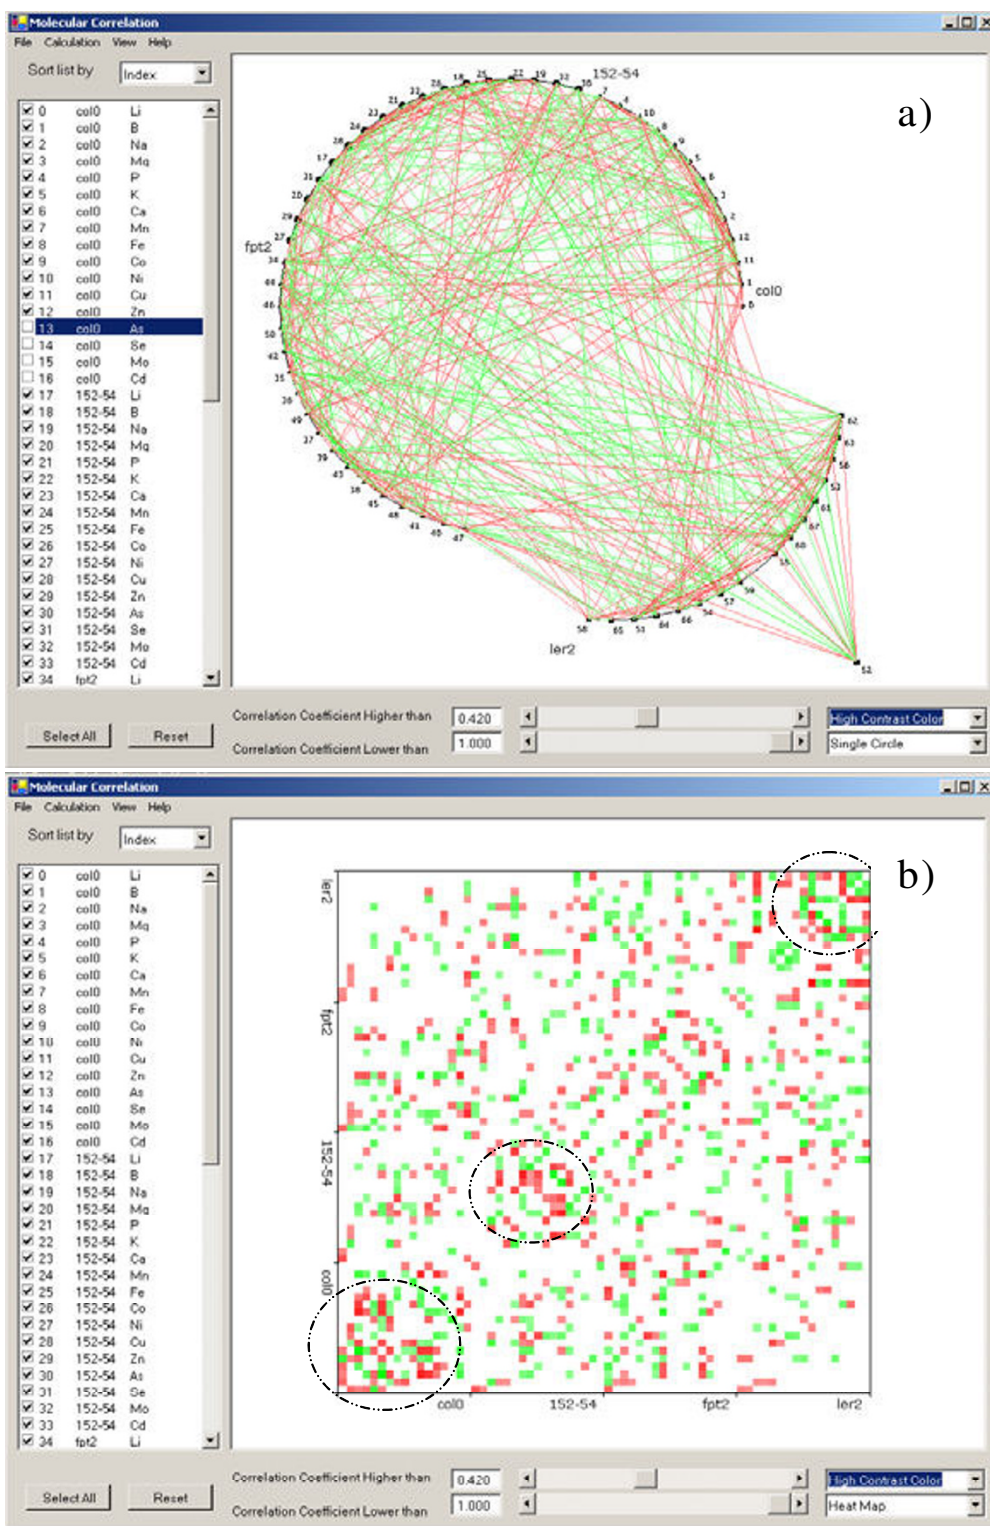 Molecular Correlation
File Calculation View Help
Sort list by Index
0 col0 Li
1 col0 B
2 col0 Na
3 col0 Mg
4 col0 P
5 col0 K
6 col0 Ca
7 col0 Mn
8 col0 Fe
9 col0 Co
10 col0 Ni
11 col0 Cu
12 col0 Zn
13 col0 As
14 col0 Se
15 col0 Mo
16 col0 Cd
17 152-54 Li
18 152-54 B
19 152-54 Na
20 152-54 Mg
21 152-54 P
22 152-54 K
23 152-54 Ca
24 152-54 Mn
25 152-54 Fe
26 152-54 Co
27 152-54 Ni
28 152-54 Cu
29 152-54 Zn
30 152-54 As
31 152-54 Se
32 152-54 Mo
33 152-54 Cd
34 fpt2 Li
Select All Reset
a)
152-54
fpt2
col0
ler2
Correlation Coefficient Higher than 0.420 High Contrast Color
Correlation Coefficient Lower than 1.000 Single Circle
Molecular Correlation
File Calculation View Help
Sort list by Index
0 col0 Li
1 col0 B
2 col0 Na
3 col0 Mg
4 col0 P
5 col0 K
6 col0 Ca
7 col0 Mn
8 col0 Fe
9 col0 Co
10 col0 Ni
11 col0 Cu
12 col0 Zn
13 col0 As
14 col0 Se
15 col0 Mo
16 col0 Cd
17 152-54 Li
18 152-54 B
19 152-54 Na
20 152-54 Mg
21 152-54 P
22 152-54 K
23 152-54 Ca
24 152-54 Mn
25 152-54 Fe
26 152-54 Co
27 152-54 Ni
28 152-54 Cu
29 152-54 Zn
30 152-54 As
31 152-54 Se
32 152-54 Mo
33 152-54 Cd
34 fpt2 Li
Select All Reset
b)
ler2
fpt2
152-54
col0
col0 152-54 fpt2 ler2
Correlation Coefficient Higher than 0.420 High Contrast Color
Correlation Coefficient Lower than 1.000 Heat Map